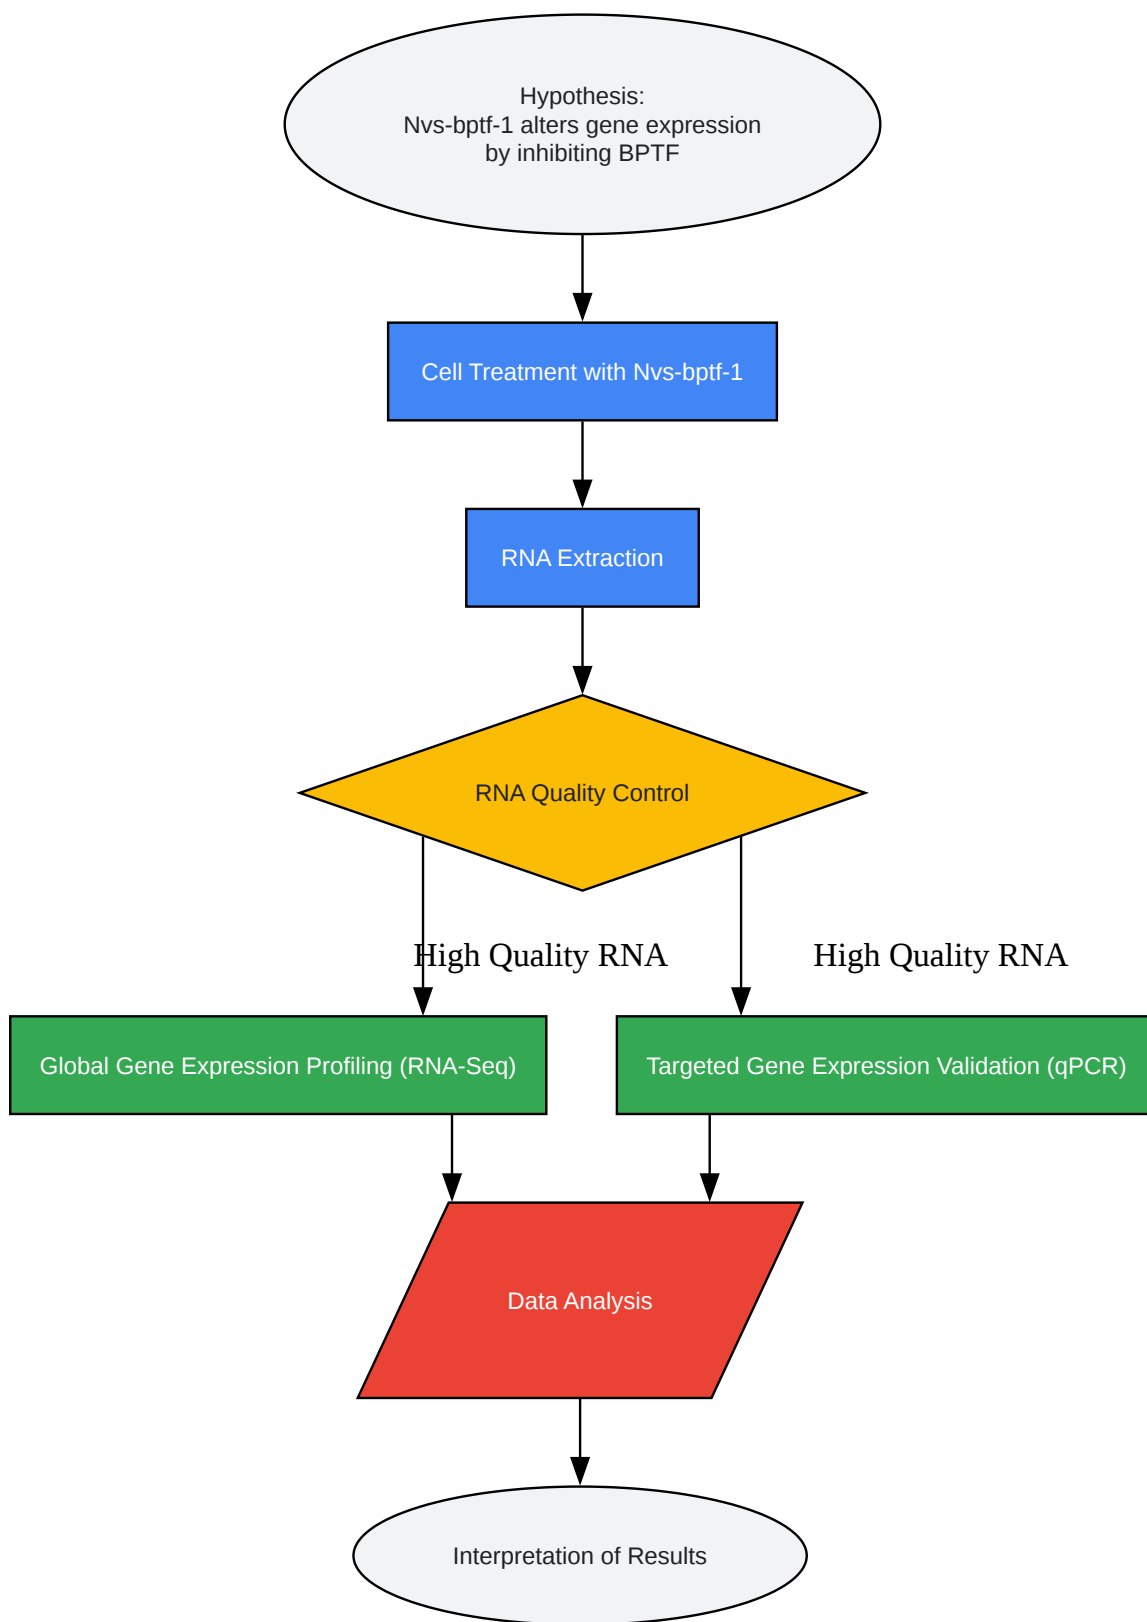 Hypothesis:
Nvs-bptf-1 alters gene expression
by inhibiting BPTF
Cell Treatment with Nvs-bptf-1
RNA Extraction
RNA Quality Control
High Quality RNA
High Quality RNA
Global Gene Expression Profiling (RNA-Seq)
Targeted Gene Expression Validation (qPCR)
Data Analysis
Interpretation of Results